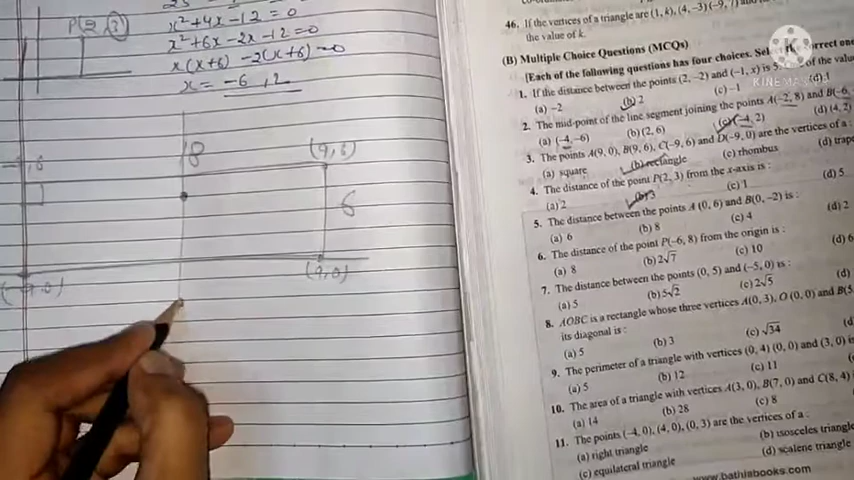 P(2, 3)
x² + 4x - 12 = 0
x² + 6x - 2x - 12 = 0
x(x+6) - 2(x+6) = 0
x = -6, 2
8
(9, 6)
6
(9, 0)
46. If the vertices of a triangle are (1, k), (4, -3)
the value of k.
KINEMASTER
(B) Multiple Choice Questions (MCQs)
[Each of the following question has four choices.
1. If the distance between the points (2, -2) and (-1, x) is 5,
(a) -2 (b) 2 (c) -1 (d) 1
2. The mid-point of the line segment joining the points A(-2, 8) and B(-6,
(a) (-4, -6) (b) (2, 6) (c) (-4, 2) (d) (4, 2
3. The points A(9, 0), B(9, 6), C(-9, 6) and D(-9, 0) are the vertices of a :
(a) square (b) rectangle (c) rhombus (d)
4. The distance of the point P(2, 3) from the x-axis is :
(a) 2 (b) 3 (c) 1 (d) 5
5. The distance between the points A (0, 6) and B(0, -2) is :
(a) 6 (b) 8 (c) 4 (d) 2
6. The distance of the point P(-6, 8) from the origin is :
(a) 8 (b) 2√7 (c) 10 (d) 6
7. The distance between the points (0, 5) and (-5, 0) is :
(a) 5 (b) 5√2 (c) 2√5 (d)
8. AOBC is a rectangle whose three vertices A(0, 3), O (0, 0) and B(5
its diagonal is :
(a) 5 (b) 3 (c) √34 (d)
9. The perimeter of a triangle with vertices (0, 4) (0, 0) and (3, 0) is
(a) 5 (b) 12 (c) 11 (d)
10. The area of a triangle with vertices A(3, 0), B(7, 0) and C(8, 4)
(a) 14 (b) 28 (c) 8
11. The points (-4, 0), (4, 0), (0, 3) are the vertices of a :
(a) right triangle (b) isosceles triangle
(c) equilateral triangle (d) scalene triangle
www.bathlabooks.com